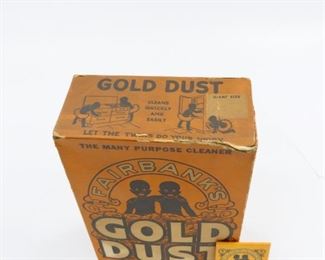 GOLD DUST
CLEANS
QUICKLY
AND
EASILY
GIANT SIZE
LET THE TWINS DO YOUR WORK
THE MANY PURPOSE CLEANER
FAIRBANK'S
GOLD
DUST